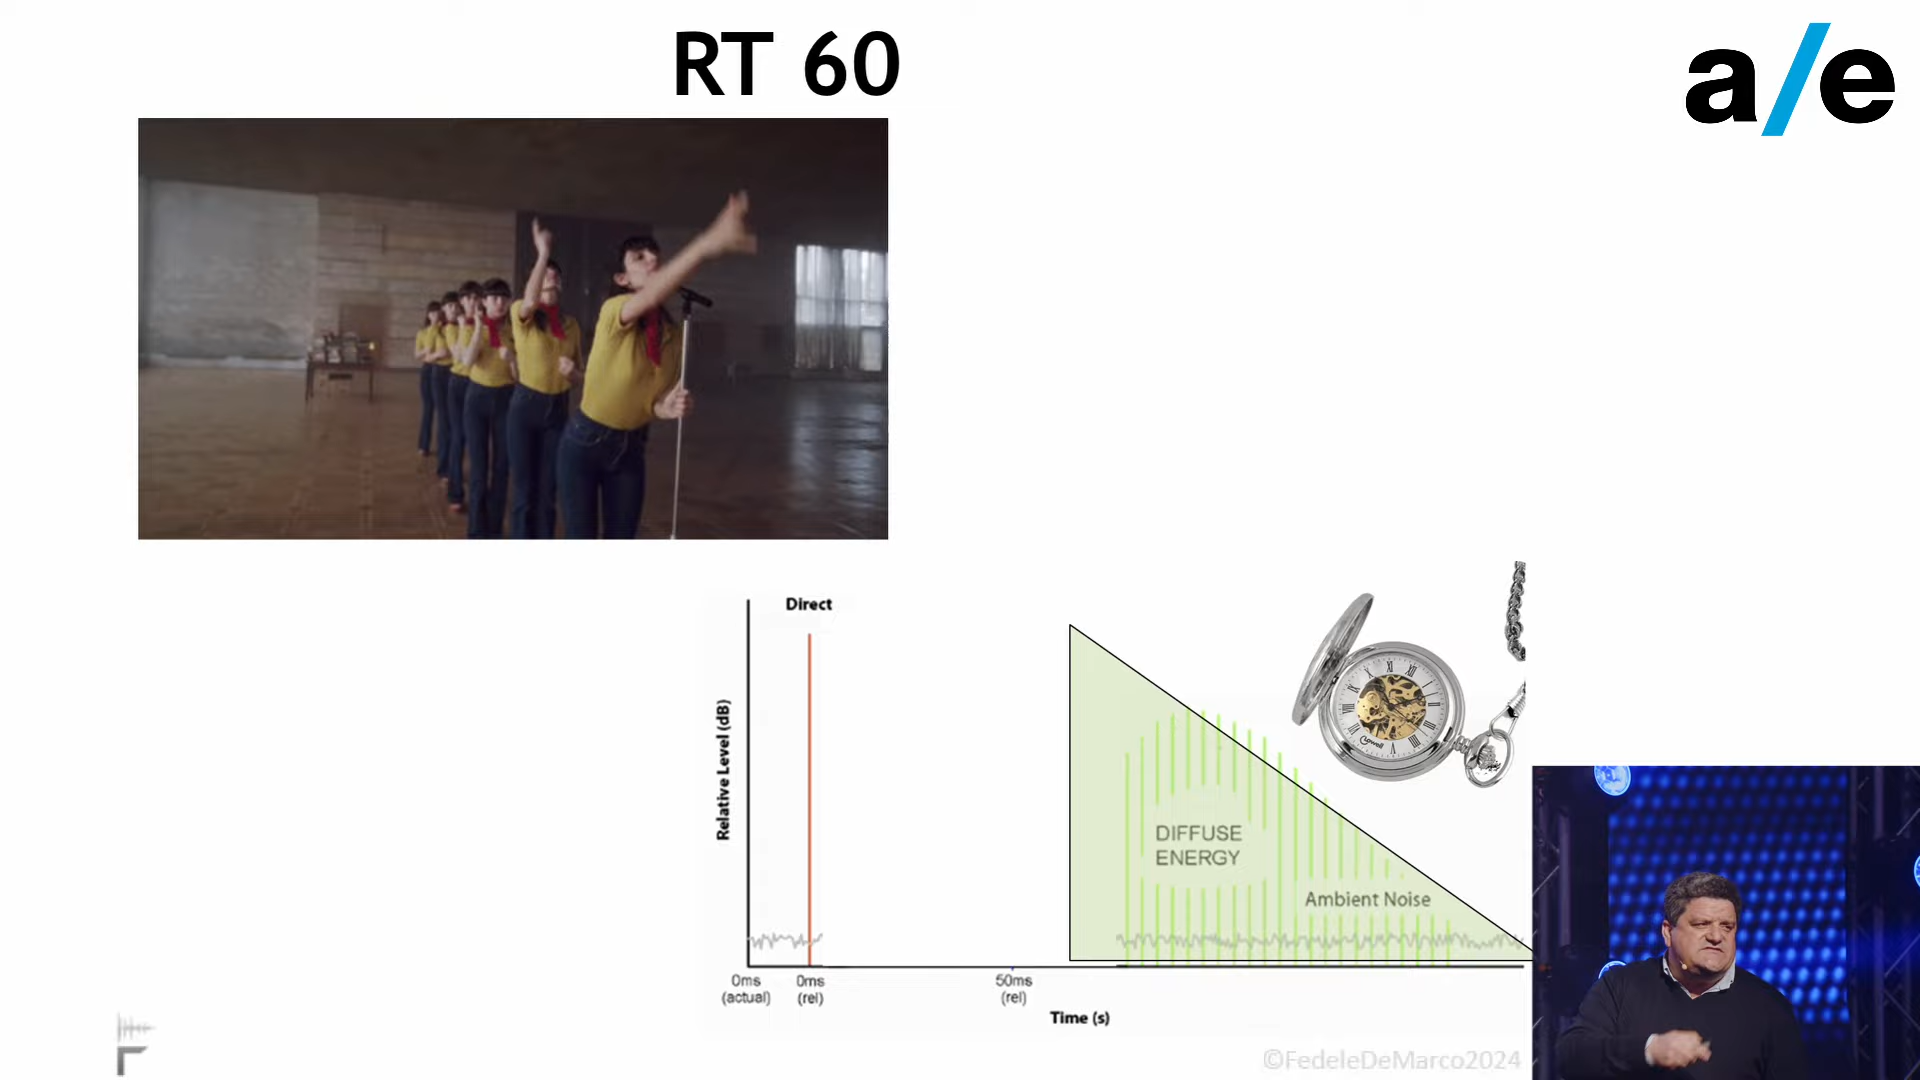 RT 60
a/e
Direct
Relative Level (dB)
DIFFUSE
ENERGY
Ambient Noise
0ms
(actual)
0ms
(rel)
50ms
(rel)
Time (s)
©FedeleDeMarco2024